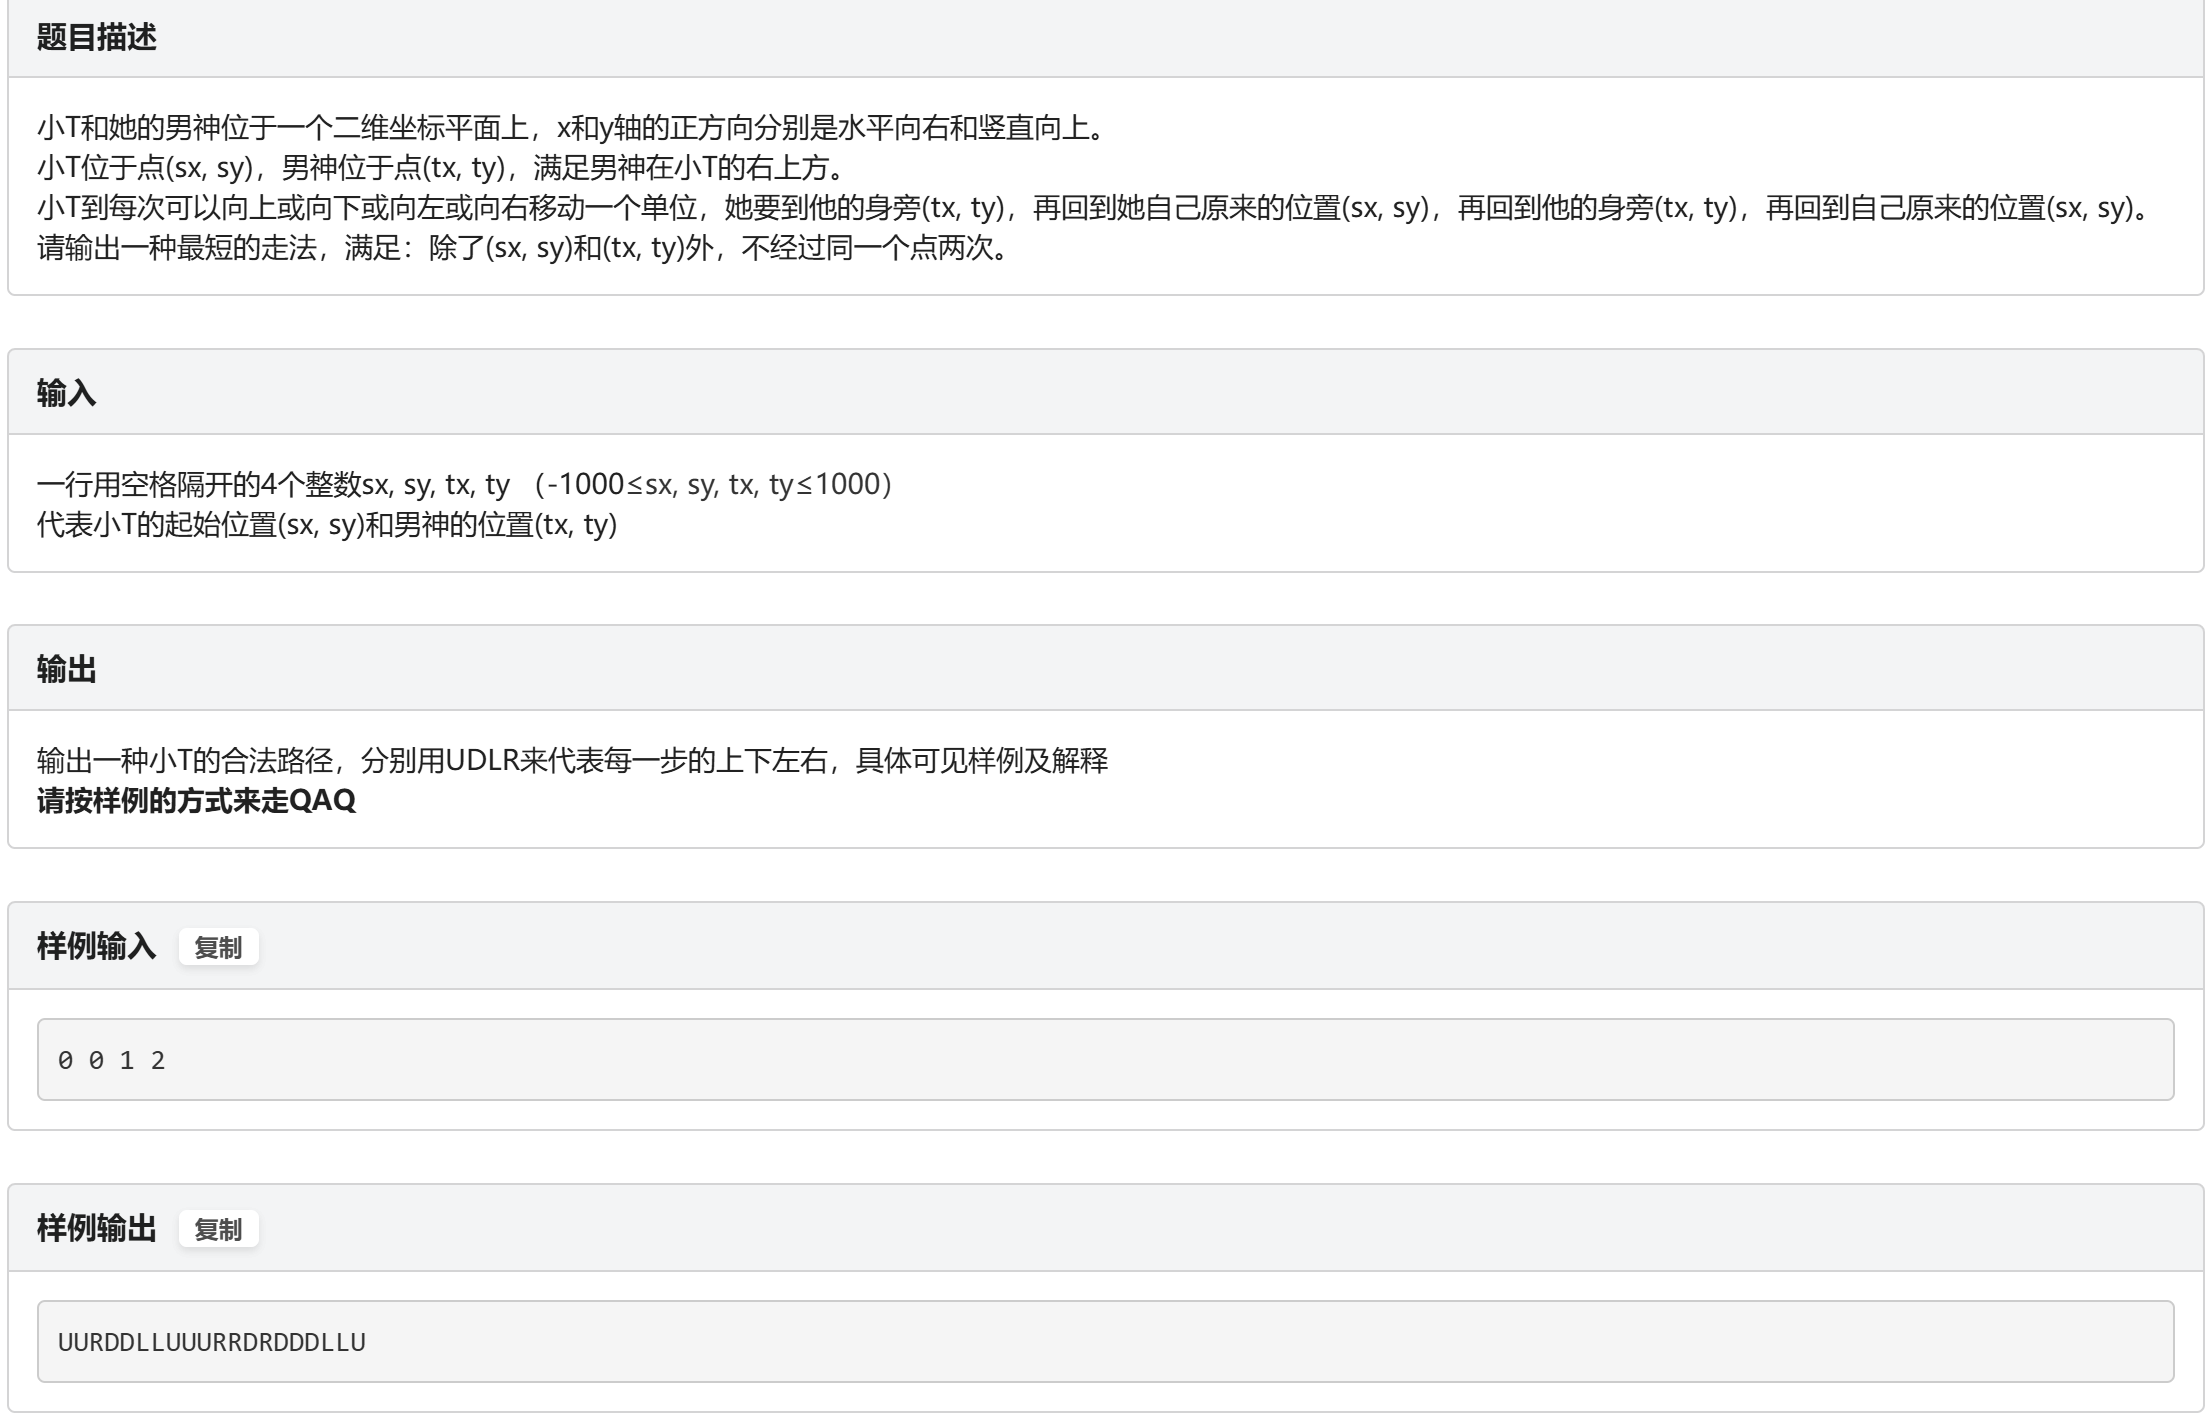 题目描述
小T和她的男神位于一个二维坐标平面上，x和y轴的正方向分别是水平向右和竖直向上。
小T位于点(sx, sy)，男神位于点(tx, ty)，满足男神在小T的右上方。
小T到每次可以向上或向下或向左或向右移动一个单位，她要到他的身旁(tx, ty)，再回到她自己原来的位置(sx, sy)，再回到他的身旁(tx, ty)，再回到自己原来的位置(sx, sy)。
请输出一种最短的走法，满足：除了(sx, sy)和(tx, ty)外，不经过同一个点两次。
输入
一行用空格隔开的4个整数sx, sy, tx, ty （-1000≤sx, sy, tx, ty≤1000）
代表小T的起始位置(sx, sy)和男神的位置(tx, ty)
输出
输出一种小T的合法路径，分别用UDLR来代表每一步的上下左右，具体可见样例及解释
请按样例的方式来走QAQ
样例输入 复制
0 0 1 2
样例输出 复制
UURDDLLUUURRDRDDDLLU